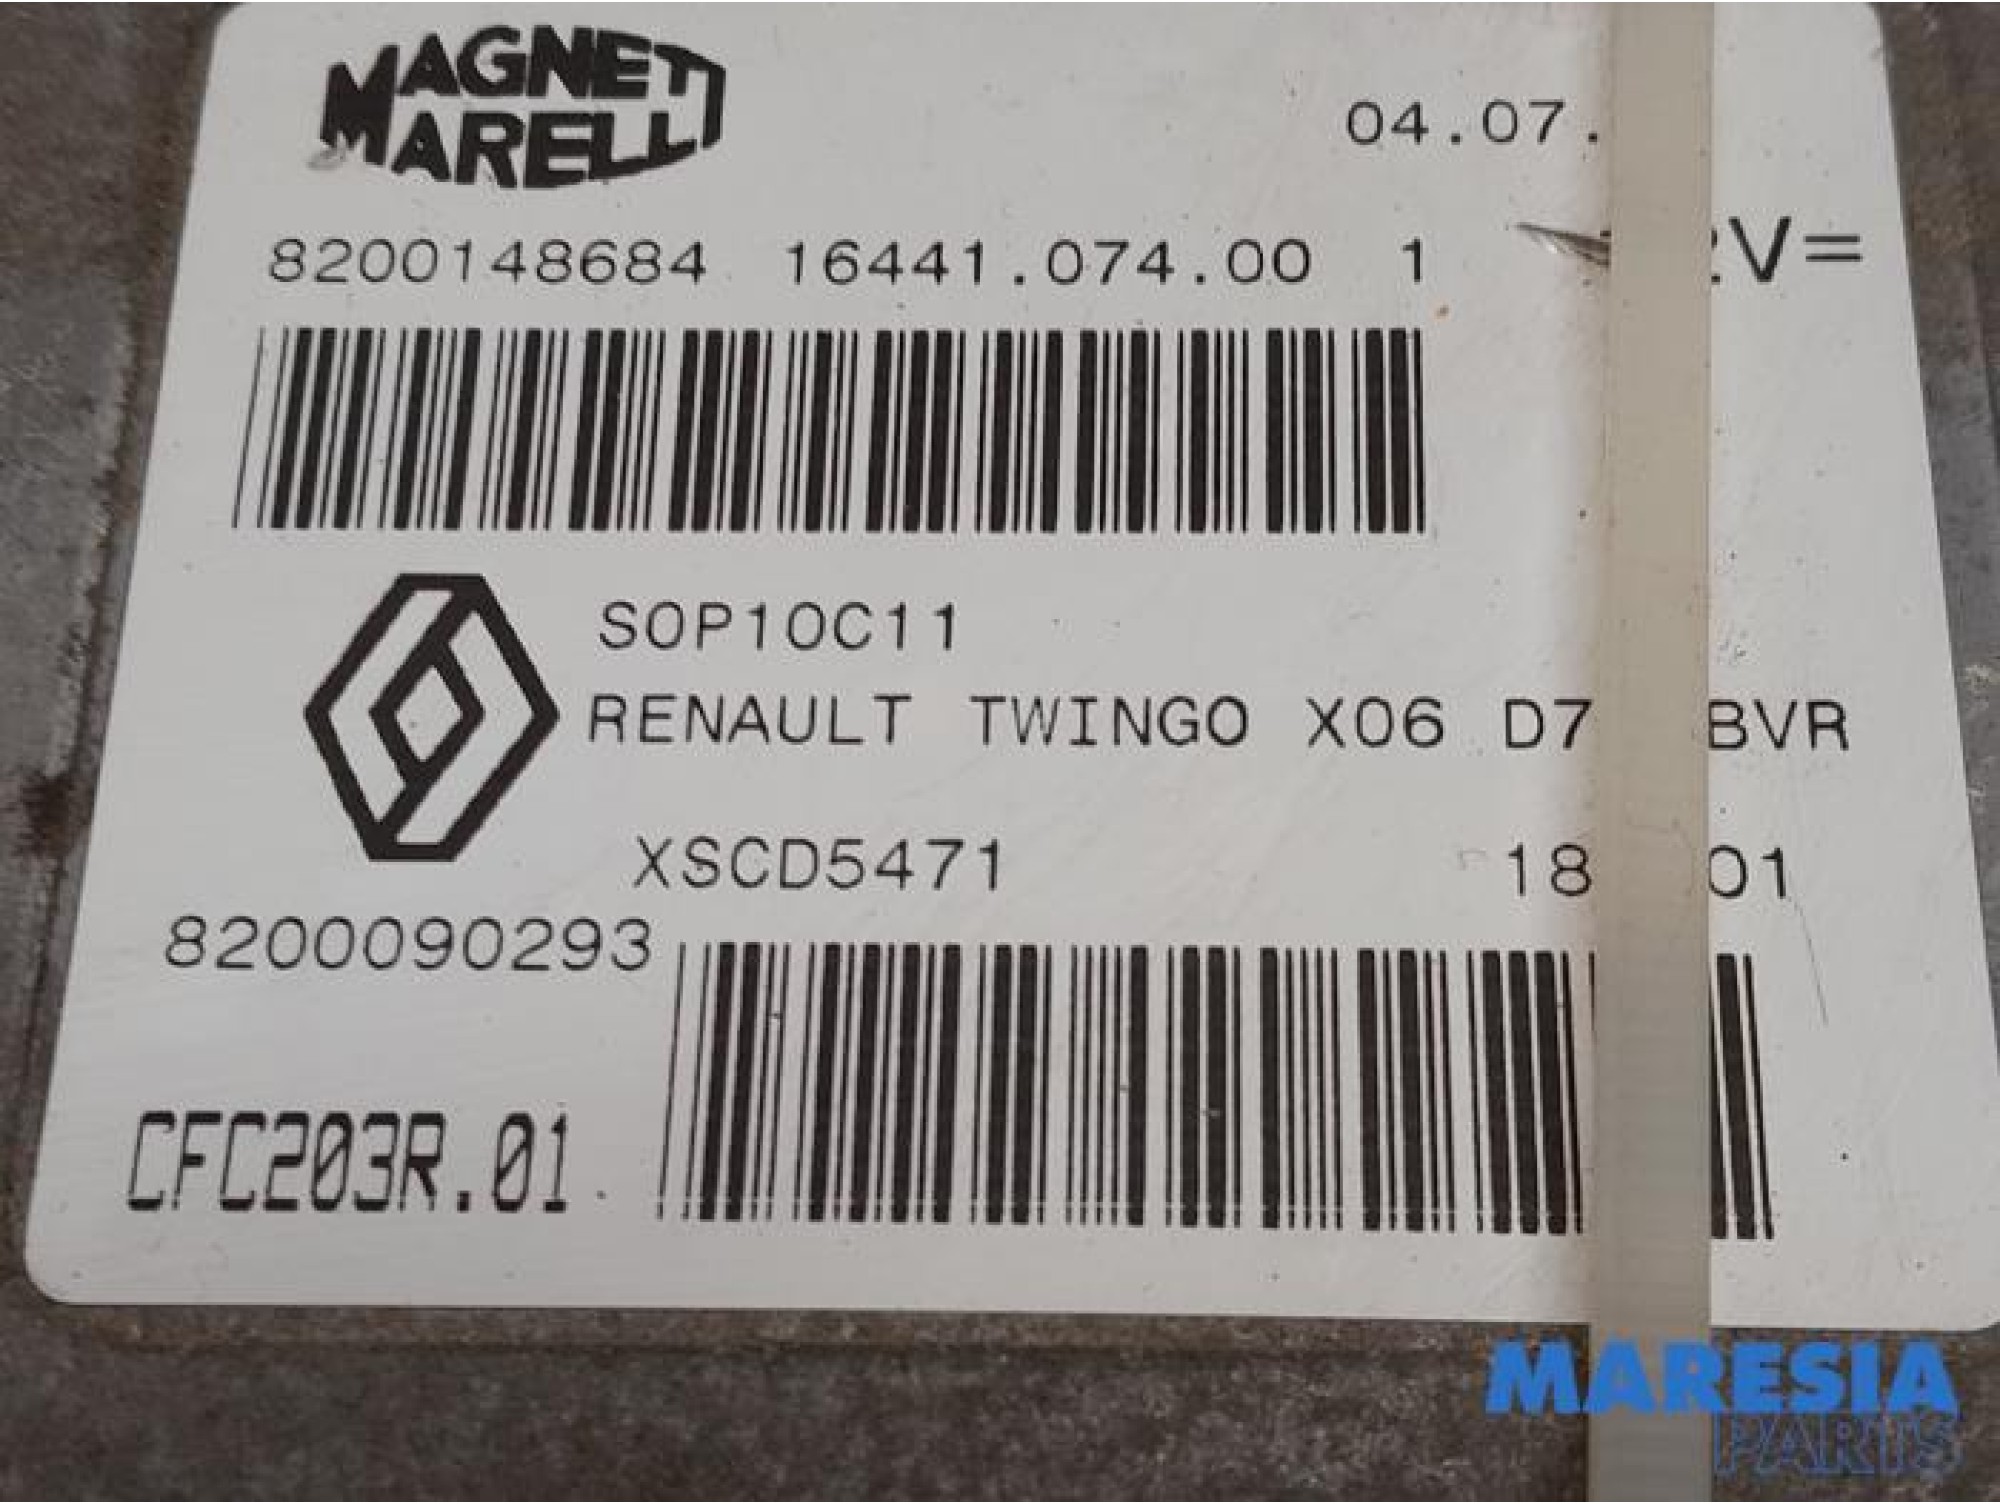 MAGNETI
MARELLI
04.07.
8200148684 16441.074.00 1 2V=
S0P10C11
RENAULT TWINGO X06 D7 BVR
XSCD5471 18 01
8200090293
CFC203R.01
MARESIA
PARTS